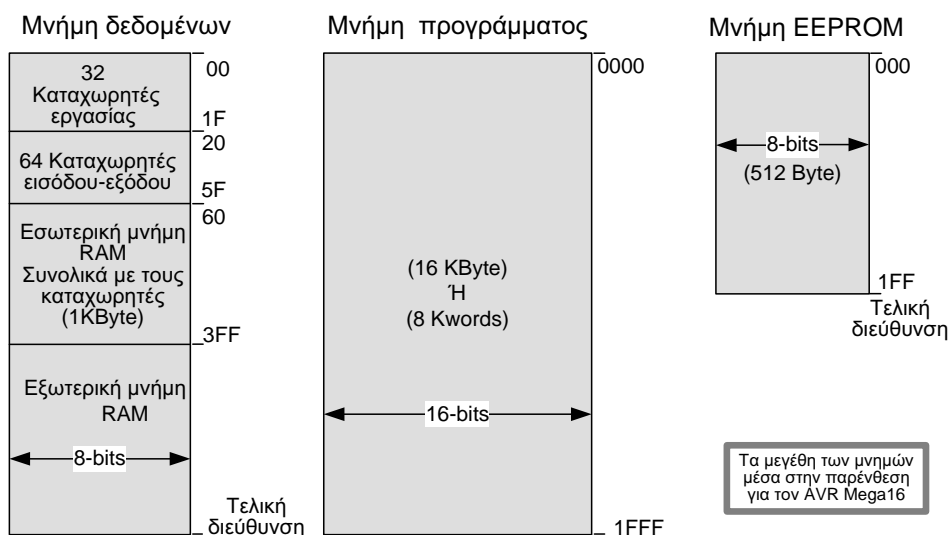 Μνήμη δεδομένων
32
Καταχωρητές
εργασίας
00
1F
64 Καταχωρητές
εισόδου-εξόδου
20
5F
Εσωτερική μνήμη
RAM
Συνολικά με τους
καταχωρητές
(1KByte)
60
3FF
Εξωτερική μνήμη
RAM
8-bits
Τελική
διεύθυνση
Μνήμη προγράμματος
0000
(16 KByte)
Ή
(8 Kwords)
16-bits
1FFF
Μνήμη EEPROM
000
8-bits
(512 Byte)
1FF
Τελική
διεύθυνση
Τα μεγέθη των μνημών
μέσα στην παρένθεση
για τον AVR Mega16